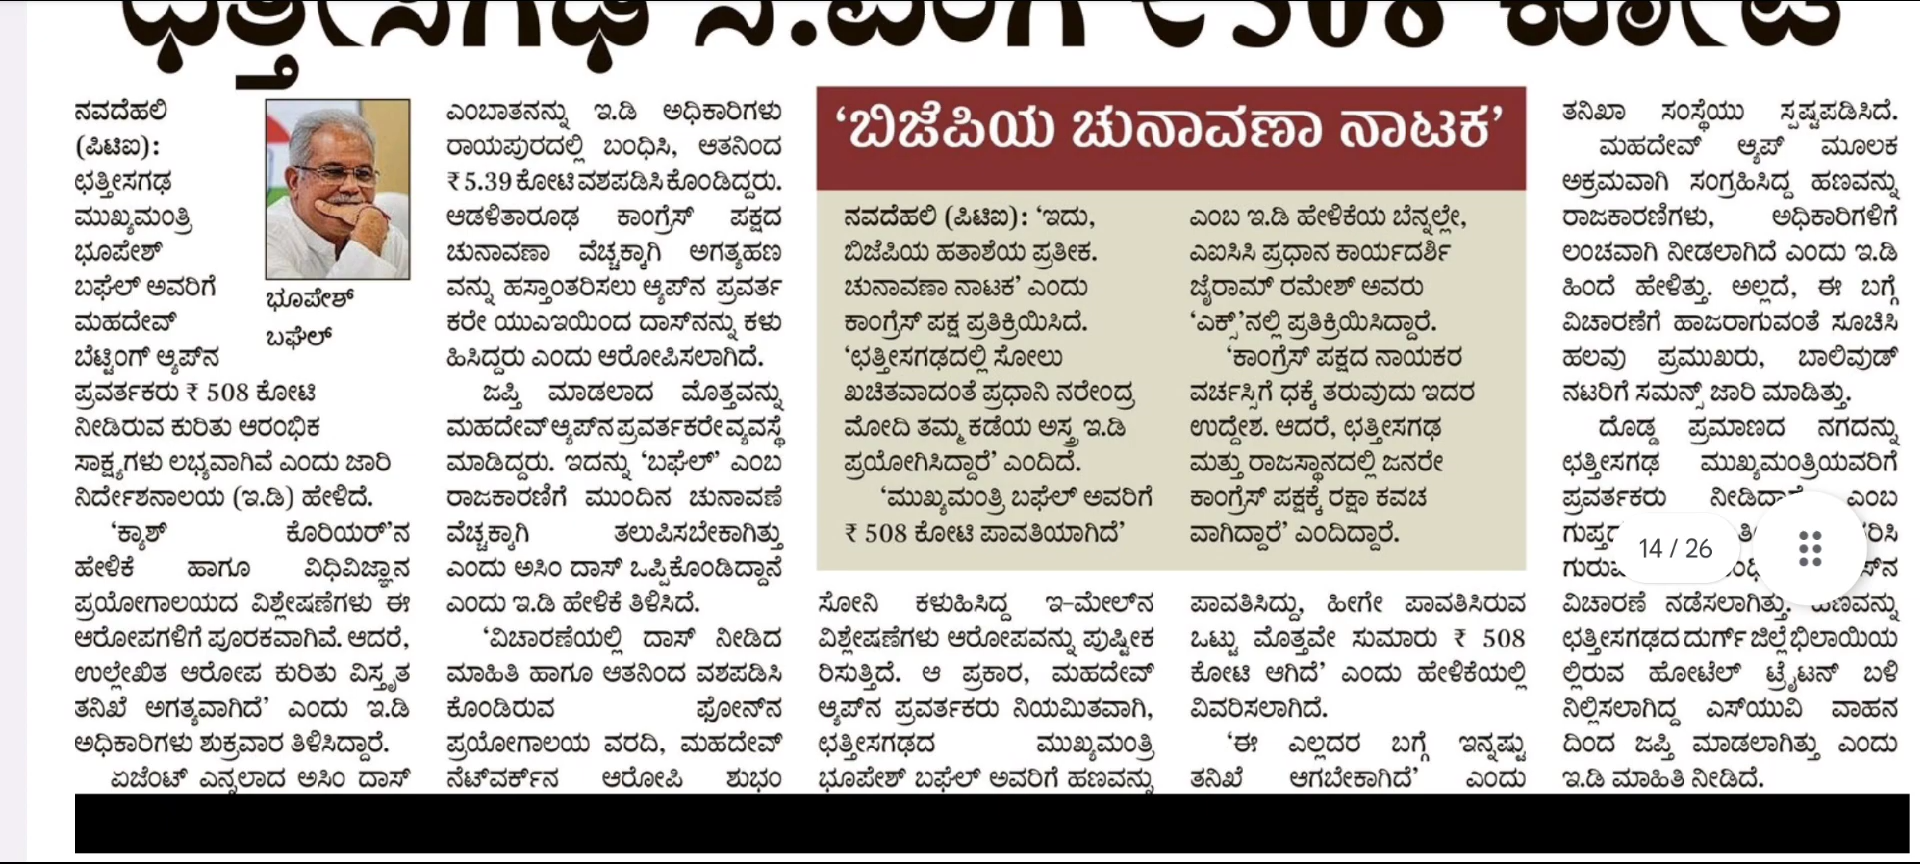 ಛತ್ತೀಸಗಢ ಸಿ.ಎಂಗೆ ₹508 ಕೋಟಿ
ನವದೆಹಲಿ
(ಪಿಟಿಐ):
ಛತ್ತೀಸಗಢ
ಮುಖ್ಯಮಂತ್ರಿ
ಭೂಪೇಶ್
ಬಘೆಲ್ ಅವರಿಗೆ
ಮಹದೇವ್
ಬೆಟ್ಟಿಂಗ್ ಆ್ಯಪ್‌ನ
ಪ್ರವರ್ತಕರು ₹ 508 ಕೋಟಿ
ನೀಡಿರುವ ಕುರಿತು ಆರಂಭಿಕ
ಸಾಕ್ಷ್ಯಗಳು ಲಭ್ಯವಾಗಿವೆ ಎಂದು ಜಾರಿ
ನಿರ್ದೇಶನಾಲಯ (ಇ.ಡಿ) ಹೇಳಿದೆ.
‘ಕ್ಯಾಶ್ ಕೊರಿಯರ್’ನ
ಹೇಳಿಕೆ ಹಾಗೂ ವಿಧಿವಿಜ್ಞಾನ
ಪ್ರಯೋಗಾಲಯದ ವಿಶ್ಲೇಷಣೆಗಳು ಈ
ಆರೋಪಗಳಿಗೆ ಪೂರಕವಾಗಿವೆ. ಆದರೆ,
ಉಲ್ಲೇಖಿತ ಆರೋಪ ಕುರಿತು ವಿಸ್ತೃತ
ತನಿಖೆ ಅಗತ್ಯವಾಗಿದೆ’ ಎಂದು ಇ.ಡಿ
ಅಧಿಕಾರಿಗಳು ಶುಕ್ರವಾರ ತಿಳಿಸಿದ್ದಾರೆ.
ಏಜೆಂಟ್ ಎನ್ನಲಾದ ಅಸಿಂ ದಾಸ್
ಭೂಪೇಶ್
ಬಘೆಲ್
ಎಂಬಾತನನ್ನು ಇ.ಡಿ ಅಧಿಕಾರಿಗಳು
ರಾಯಪುರದಲ್ಲಿ ಬಂಧಿಸಿ, ಆತನಿಂದ
₹ 5.39 ಕೋಟಿ ವಶಪಡಿಸಿಕೊಂಡಿದ್ದರು.
ಆಡಳಿತಾರೂಢ ಕಾಂಗ್ರೆಸ್ ಪಕ್ಷದ
ಚುನಾವಣಾ ವೆಚ್ಚಕ್ಕಾಗಿ ಅಗತ್ಯಹಣ
ವನ್ನು ಹಸ್ತಾಂತರಿಸಲು ಆ್ಯಪ್‌ನ ಪ್ರವರ್ತ
ಕರೇ ಯುಎಇಯಿಂದ ದಾಸ್‌ನನ್ನು ಕಳು
ಹಿಸಿದ್ದರು ಎಂದು ಆರೋಪಿಸಲಾಗಿದೆ.
ಜಪ್ತಿ ಮಾಡಲಾದ ಮೊತ್ತವನ್ನು
ಮಹದೇವ್ ಆ್ಯಪ್‌ನ ಪ್ರವರ್ತಕರೇ ವ್ಯವಸ್ಥೆ
ಮಾಡಿದ್ದರು. ಇದನ್ನು ‘ಬಘೆಲ್’ ಎಂಬ
ರಾಜಕಾರಣಿಗೆ ಮುಂದಿನ ಚುನಾವಣೆ
ವೆಚ್ಚಕ್ಕಾಗಿ ತಲುಪಿಸಬೇಕಾಗಿತ್ತು
ಎಂದು ಅಸಿಂ ದಾಸ್ ಒಪ್ಪಿಕೊಂಡಿದ್ದಾನೆ
ಎಂದು ಇ.ಡಿ ಹೇಳಿಕೆ ತಿಳಿಸಿದೆ.
‘ವಿಚಾರಣೆಯಲ್ಲಿ ದಾಸ್ ನೀಡಿದ
ಮಾಹಿತಿ ಹಾಗೂ ಆತನಿಂದ ವಶಪಡಿಸಿ
ಕೊಂಡಿರುವ ಫೋನ್‌ನ
ಪ್ರಯೋಗಾಲಯ ವರದಿ, ಮಹದೇವ್
ನೆಟ್‌ವರ್ಕ್‌ನ ಆರೋಪಿ ಶುಭಂ
‘ಬಿಜೆಪಿಯ ಚುನಾವಣಾ ನಾಟಕ’
ನವದೆಹಲಿ (ಪಿಟಿಐ): ‘ಇದು,
ಬಿಜೆಪಿಯ ಹತಾಶೆಯ ಪ್ರತೀಕ.
ಚುನಾವಣಾ ನಾಟಕ’ ಎಂದು
ಕಾಂಗ್ರೆಸ್ ಪಕ್ಷ ಪ್ರತಿಕ್ರಿಯಿಸಿದೆ.
‘ಛತ್ತೀಸಗಢದಲ್ಲಿ ಸೋಲು
ಖಚಿತವಾದಂತೆ ಪ್ರಧಾನಿ ನರೇಂದ್ರ
ಮೋದಿ ತಮ್ಮ ಕಡೆಯ ಅಸ್ತ್ರ ಇ.ಡಿ
ಪ್ರಯೋಗಿಸಿದ್ದಾರೆ’ ಎಂದಿದೆ.
‘ಮುಖ್ಯಮಂತ್ರಿ ಬಘೆಲ್ ಅವರಿಗೆ
₹ 508 ಕೋಟಿ ಪಾವತಿಯಾಗಿದೆ’
ಎಂಬ ಇ.ಡಿ ಹೇಳಿಕೆಯ ಬೆನ್ನಲ್ಲೇ,
ಎಐಸಿಸಿ ಪ್ರಧಾನ ಕಾರ್ಯದರ್ಶಿ
ಜೈರಾಮ್ ರಮೇಶ್ ಅವರು
‘ಎಕ್ಸ್‌’ನಲ್ಲಿ ಪ್ರತಿಕ್ರಿಯಿಸಿದ್ದಾರೆ.
‘ಕಾಂಗ್ರೆಸ್ ಪಕ್ಷದ ನಾಯಕರ
ವರ್ಚಸ್ಸಿಗೆ ಧಕ್ಕೆ ತರುವುದು ಇದರ
ಉದ್ದೇಶ. ಆದರೆ, ಛತ್ತೀಸಗಢ
ಮತ್ತು ರಾಜಸ್ಥಾನದಲ್ಲಿ ಜನರೇ
ಕಾಂಗ್ರೆಸ್ ಪಕ್ಷಕ್ಕೆ ರಕ್ಷಾ ಕವಚ
ವಾಗಿದ್ದಾರೆ’ ಎಂದಿದ್ದಾರೆ.
ಸೋನಿ ಕಳುಹಿಸಿದ್ದ ಇ–ಮೇಲ್‌ನ
ವಿಶ್ಲೇಷಣೆಗಳು ಆರೋಪವನ್ನು ಪುಷ್ಟೀಕ
ರಿಸುತ್ತಿದೆ. ಆ ಪ್ರಕಾರ, ಮಹದೇವ್
ಆ್ಯಪ್‌ನ ಪ್ರವರ್ತಕರು ನಿಯಮಿತವಾಗಿ,
ಛತ್ತೀಸಗಢದ ಮುಖ್ಯಮಂತ್ರಿ
ಭೂಪೇಶ್ ಬಘೆಲ್ ಅವರಿಗೆ ಹಣವನ್ನು
ಪಾವತಿಸಿದ್ದು, ಹೀಗೇ ಪಾವತಿಸಿರುವ
ಒಟ್ಟು ಮೊತ್ತವೇ ಸುಮಾರು ₹ 508
ಕೋಟಿ ಆಗಿದೆ’ ಎಂದು ಹೇಳಿಕೆಯಲ್ಲಿ
ವಿವರಿಸಲಾಗಿದೆ.
‘ಈ ಎಲ್ಲದರ ಬಗ್ಗೆ ಇನ್ನಷ್ಟು
ತನಿಖೆ ಆಗಬೇಕಾಗಿದೆ’ ಎಂದು
ತನಿಖಾ ಸಂಸ್ಥೆಯು ಸ್ಪಷ್ಟಪಡಿಸಿದೆ.
ಮಹದೇವ್ ಆ್ಯಪ್ ಮೂಲಕ
ಅಕ್ರಮವಾಗಿ ಸಂಗ್ರಹಿಸಿದ್ದ ಹಣವನ್ನು
ರಾಜಕಾರಣಿಗಳು, ಅಧಿಕಾರಿಗಳಿಗೆ
ಲಂಚವಾಗಿ ನೀಡಲಾಗಿದೆ ಎಂದು ಇ.ಡಿ
ಹಿಂದೆ ಹೇಳಿತ್ತು. ಅಲ್ಲದೆ, ಈ ಬಗ್ಗೆ
ವಿಚಾರಣೆಗೆ ಹಾಜರಾಗುವಂತೆ ಸೂಚಿಸಿ
ಹಲವು ಪ್ರಮುಖರು, ಬಾಲಿವುಡ್
ನಟರಿಗೆ ಸಮನ್ಸ್ ಜಾರಿ ಮಾಡಿತ್ತು.
ದೊಡ್ಡ ಪ್ರಮಾಣದ ನಗದನ್ನು
ಛತ್ತೀಸಗಢ ಮುಖ್ಯಮಂತ್ರಿಯವರಿಗೆ
ಪ್ರವರ್ತಕರು ನೀಡಿದ್ದಾರೆ ಎಂಬ
14 / 26
ವಿಚಾರಣೆ ನಡೆಸಲಾಗಿತ್ತು. ಹಣವನ್ನು
ಛತ್ತೀಸಗಢದ ದುರ್ಗ್ ಜಿಲ್ಲೆ ಭಿಲಾಯಿಯ
ಲ್ಲಿರುವ ಹೋಟೆಲ್ ಟ್ರೈಟನ್ ಬಳಿ
ನಿಲ್ಲಿಸಲಾಗಿದ್ದ ಎಸ್‌ಯುವಿ ವಾಹನ
ದಿಂದ ಜಪ್ತಿ ಮಾಡಲಾಗಿತ್ತು ಎಂದು
ಇ.ಡಿ ಮಾಹಿತಿ ನೀಡಿದೆ.